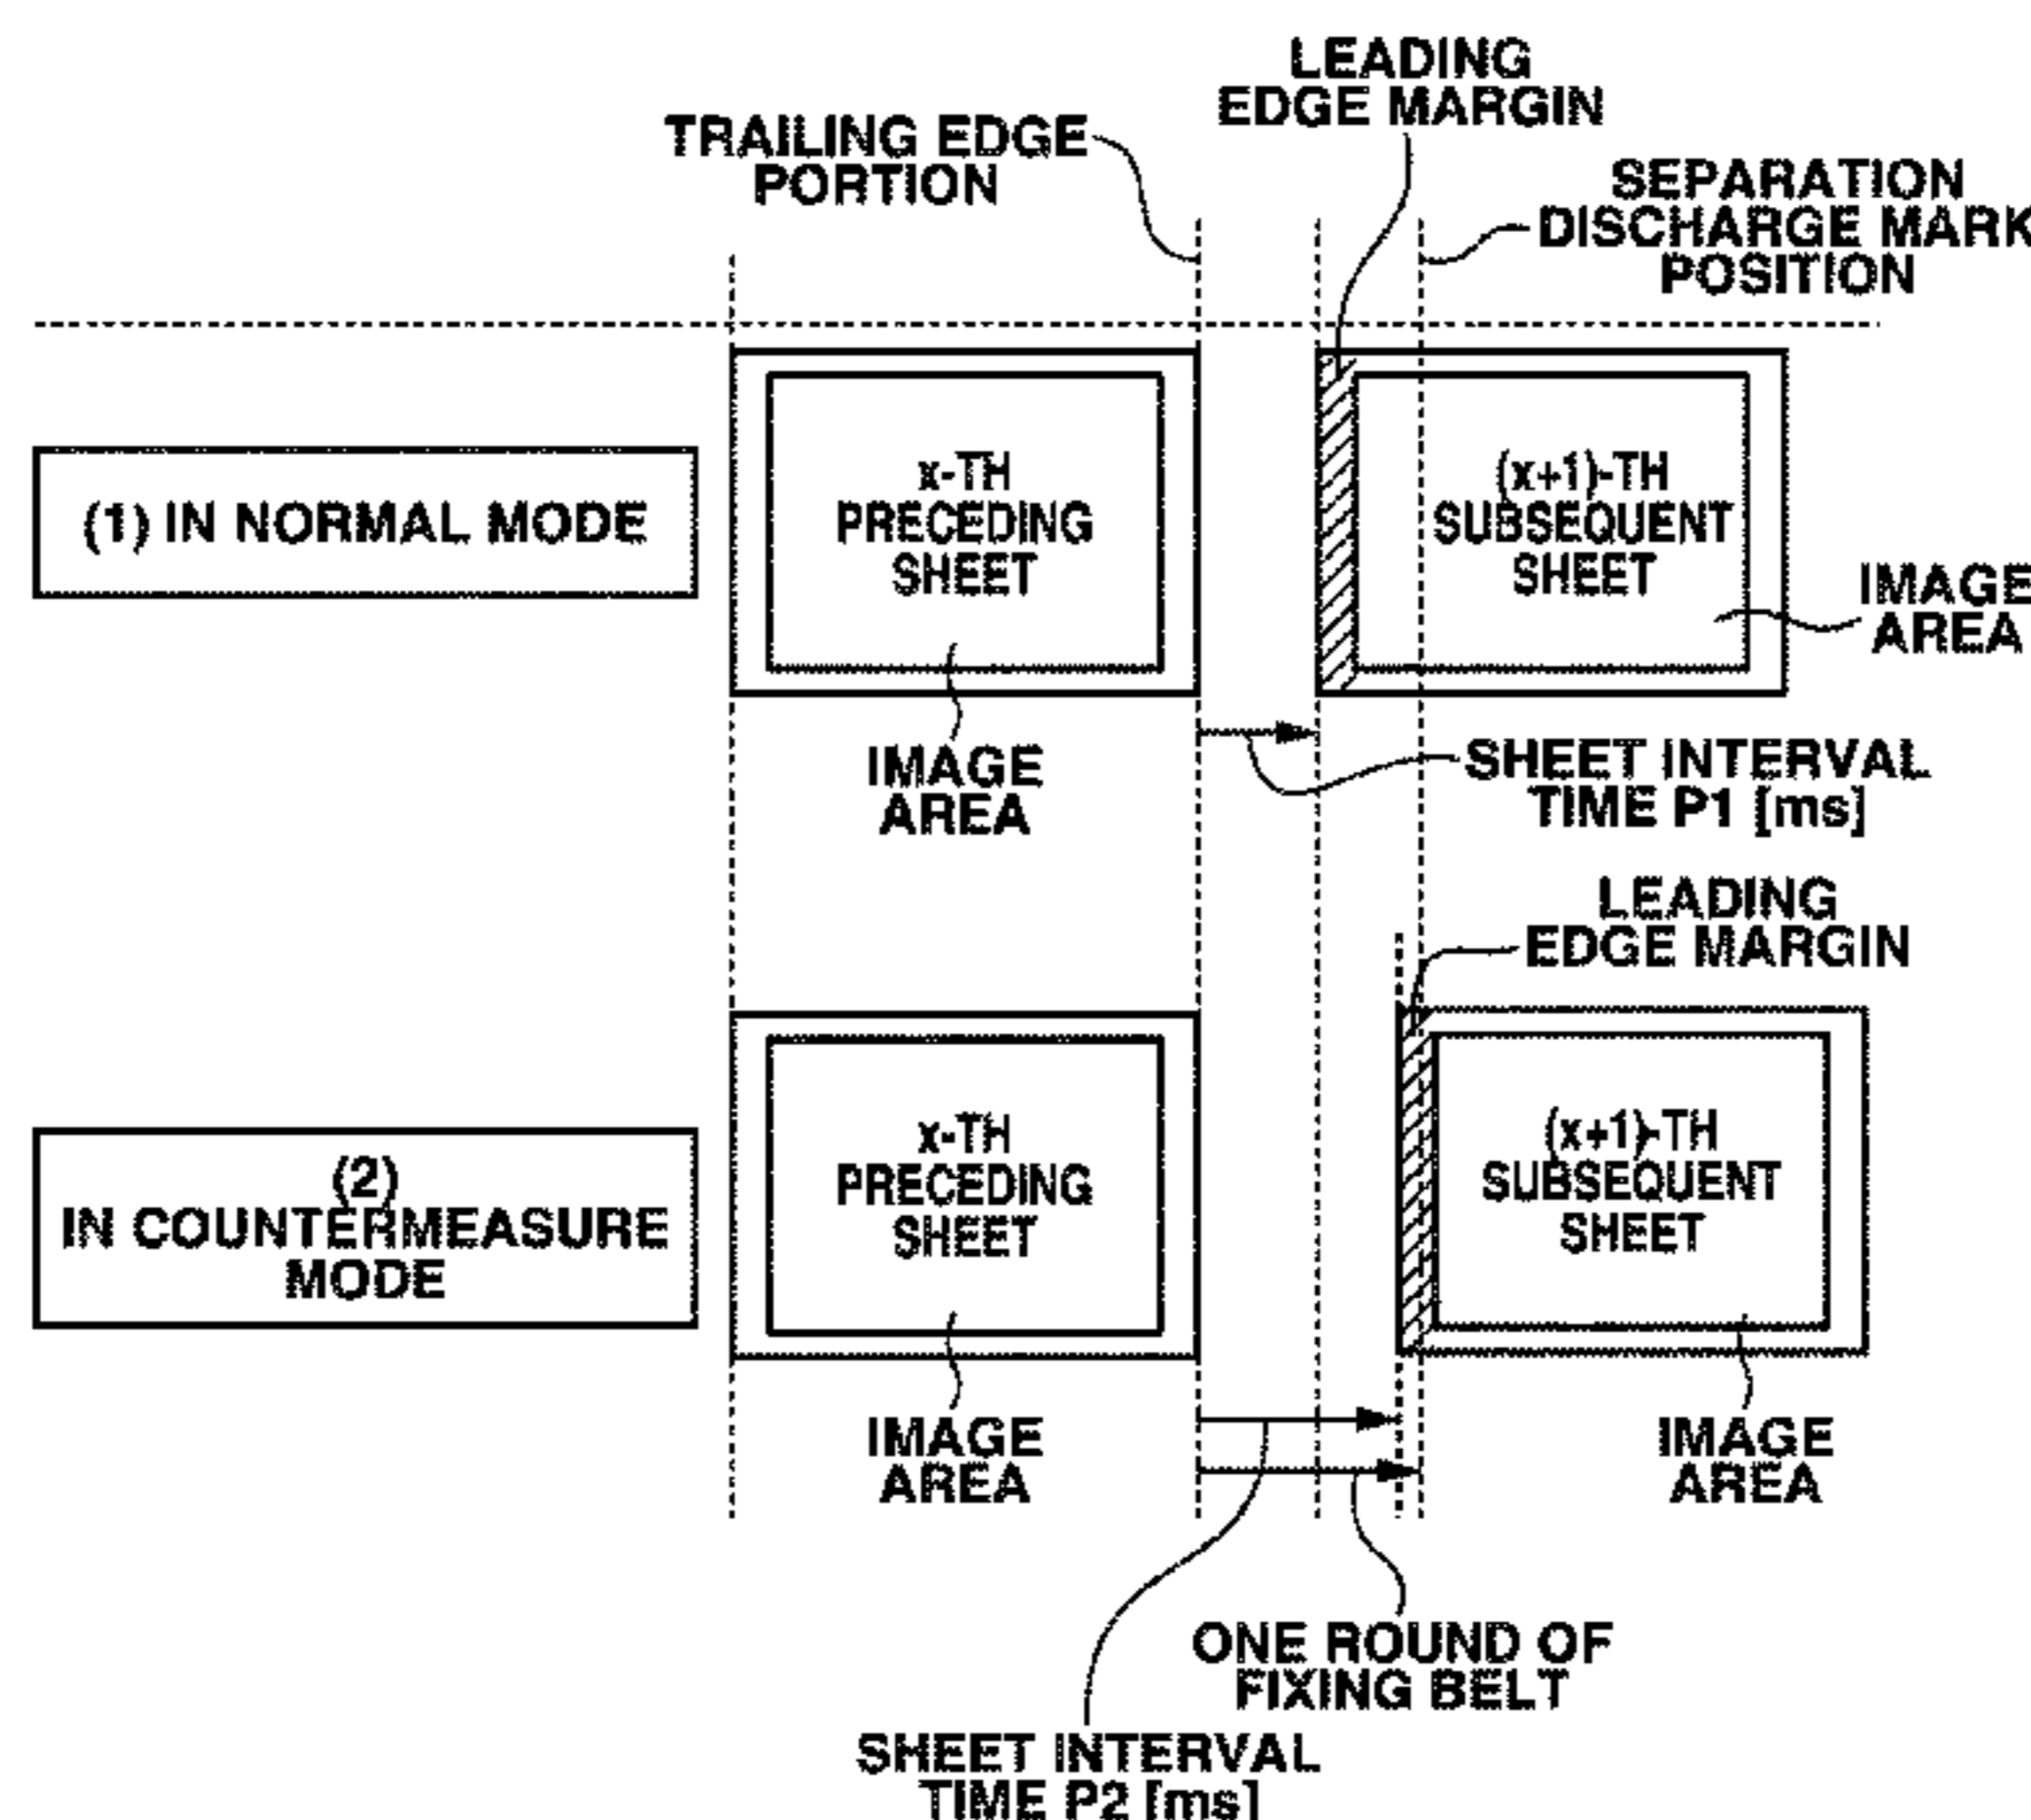 LEADING
EDGE MARGIN
TRAILING EDGE
PORTION
SEPARATION
DISCHARGE MARK
POSITION
(1) IN NORMAL MODE
x-TH
PRECEDING
SHEET
(x+1)-TH
SUBSEQUENT
SHEET
IMAGE
AREA
IMAGE
AREA
SHEET INTERVAL
TIME P1 [ms]
LEADING
EDGE MARGIN
(2)
IN COUNTERMEASURE
MODE
x-TH
PRECEDING
SHEET
(x+1)-TH
SUBSEQUENT
SHEET
IMAGE
AREA
IMAGE
AREA
ONE ROUND OF
FIXING BELT
SHEET INTERVAL
TIME P2 [ms]